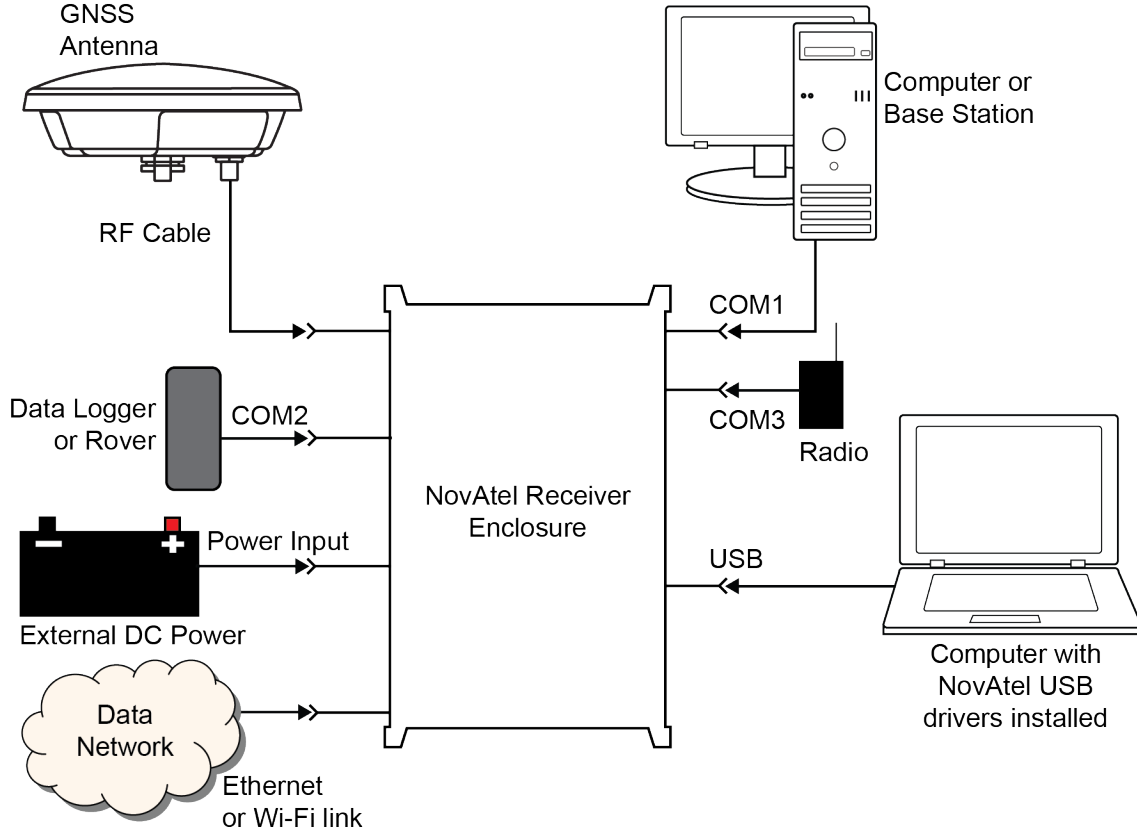 GNSS
Antenna
Computer or
Base Station
RF Cable
COM1
Data Logger
or Rover
COM2
COM3
Radio
NovAtel Receiver
Enclosure
Power Input
USB
External DC Power
Computer with
NovAtel USB
drivers installed
Data
Network
Ethernet
or Wi-Fi link